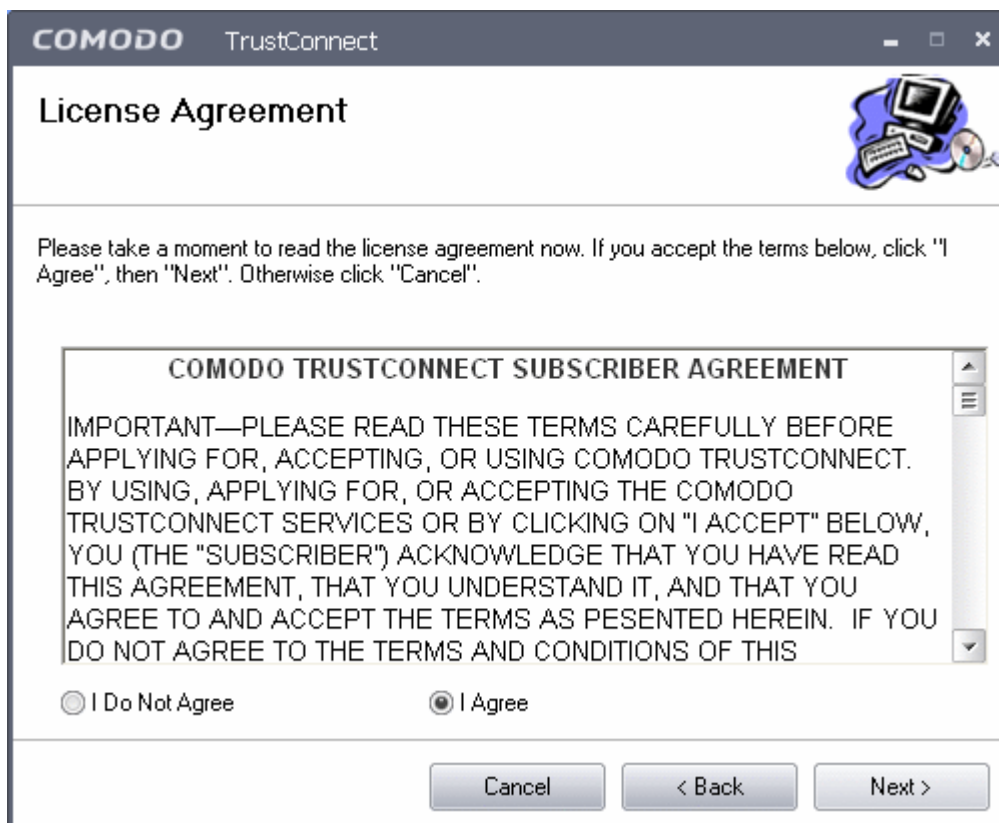 COMODO TrustConnect
License Agreement
Please take a moment to read the license agreement now. If you accept the terms below, click "I
Agree", then "Next". Otherwise click "Cancel".
COMODO TRUSTCONNECT SUBSCRIBER AGREEMENT
IMPORTANT—PLEASE READ THESE TERMS CAREFULLY BEFORE
APPLYING FOR, ACCEPTING, OR USING COMODO TRUSTCONNECT.
BY USING, APPLYING FOR, OR ACCEPTING THE COMODO
TRUSTCONNECT SERVICES OR BY CLICKING ON "I ACCEPT" BELOW,
YOU (THE "SUBSCRIBER") ACKNOWLEDGE THAT YOU HAVE READ
THIS AGREEMENT, THAT YOU UNDERSTAND IT, AND THAT YOU
AGREE TO AND ACCEPT THE TERMS AS PESENTED HEREIN.  IF YOU
DO NOT AGREE TO THE TERMS AND CONDITIONS OF THIS
I Do Not Agree I Agree
Cancel < Back Next >